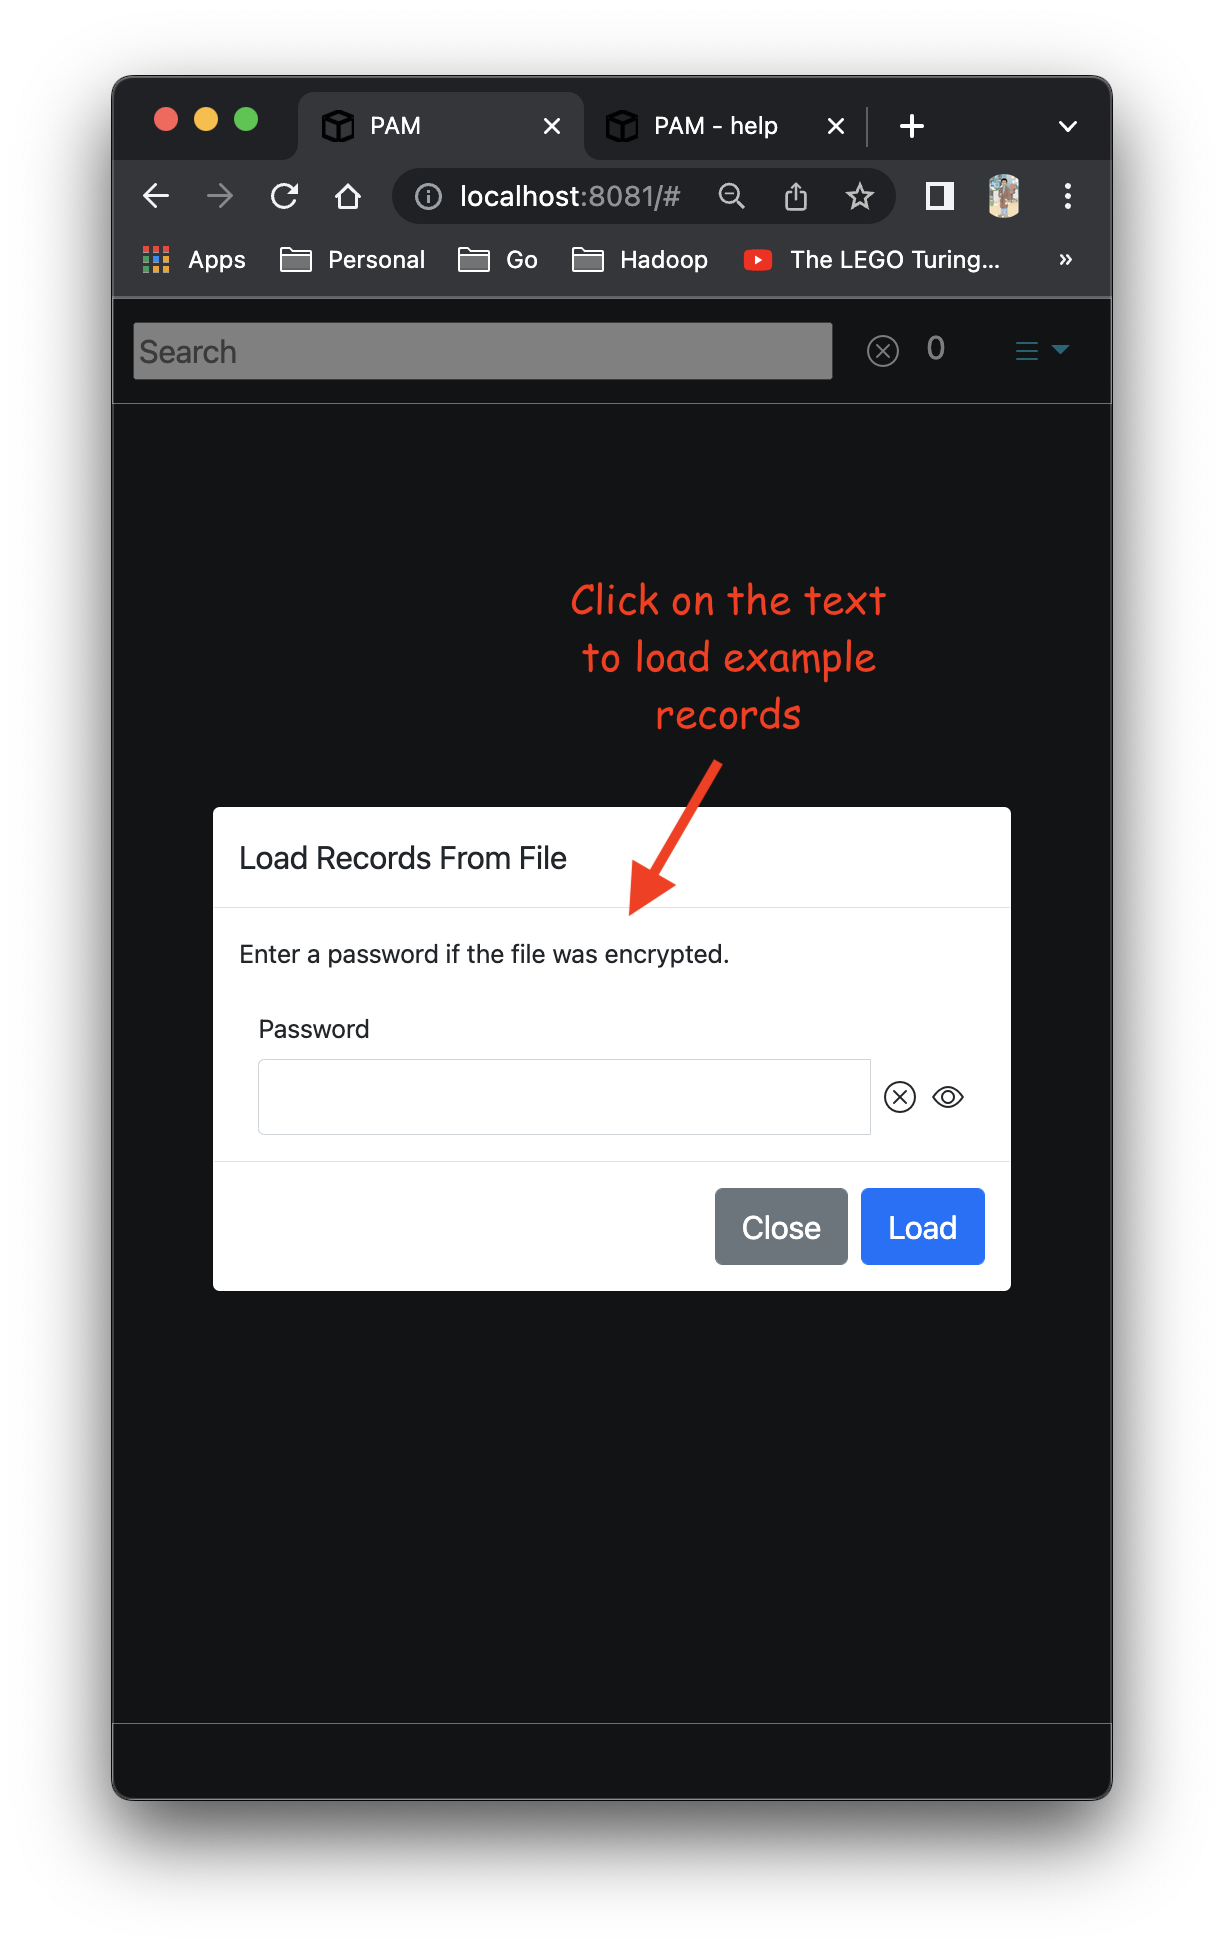 PAM
PAM - help
localhost:8081/#
Apps
Personal
Go
Hadoop
The LEGO Turing...
»
Search
0
Click on the text
to load example
records
Load Records From File
Enter a password if the file was encrypted.
Password
Close
Load